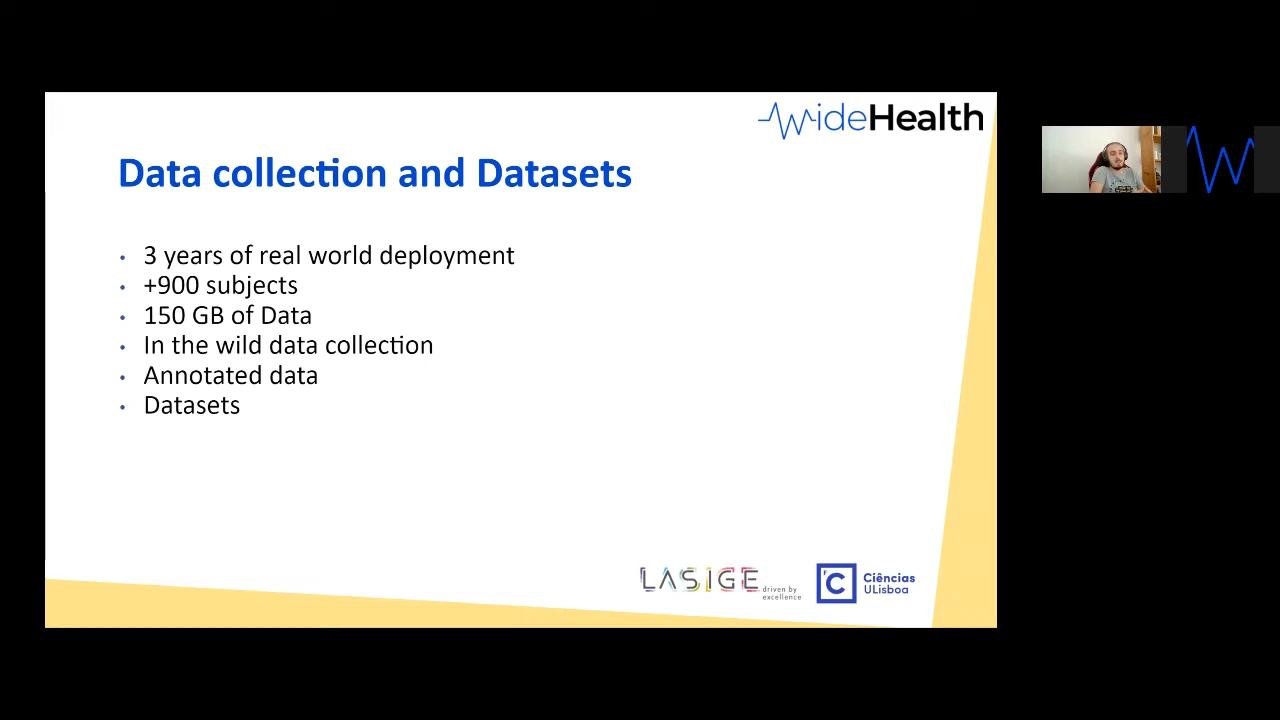 WideHealth
Data collection and Datasets
• 3 years of real world deployment
• +900 subjects
• 150 GB of Data
• In the wild data collection
• Annotated data
• Datasets
LASIGE
driven by
excellence
C
Ciências
ULisboa